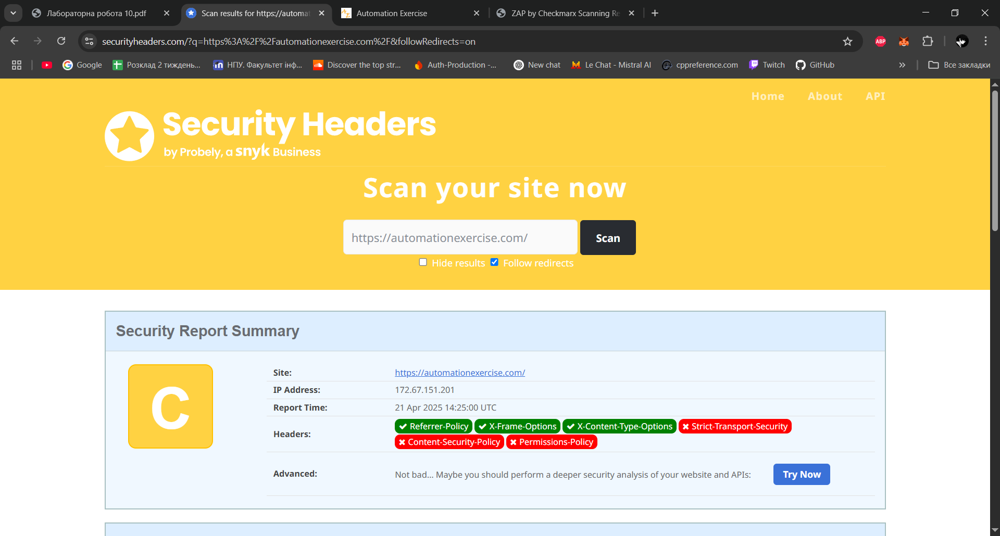 Лабораторна робота 10.pdf
Scan results for https://automat
Automation Exercise
ZAP by Checkmarx Scanning Re
securityheaders.com/?q=https%3A%2F%2Fautomationexercise.com%2F&followRedirects=on
ABP
Google
Розклад 2 тиждень...
НПУ. Факультет інф...
Discover the top str...
Auth-Production -...
New chat
Le Chat - Mistral AI
cppreference.com
Twitch
GitHub
Все закладки
Home About API
Security Headers
by Probely, a snyk Business
Scan your site now
https://automationexercise.com/
Scan
Hide results Follow redirects
Security Report Summary
C
Site: https://automationexercise.com/
IP Address: 172.67.151.201
Report Time: 21 Apr 2025 14:25:00 UTC
Headers: Referrer-Policy X-Frame-Options X-Content-Type-Options Strict-Transport-Security
Content-Security-Policy Permissions-Policy
Advanced: Not bad… Maybe you should perform a deeper security analysis of your website and APIs: Try Now